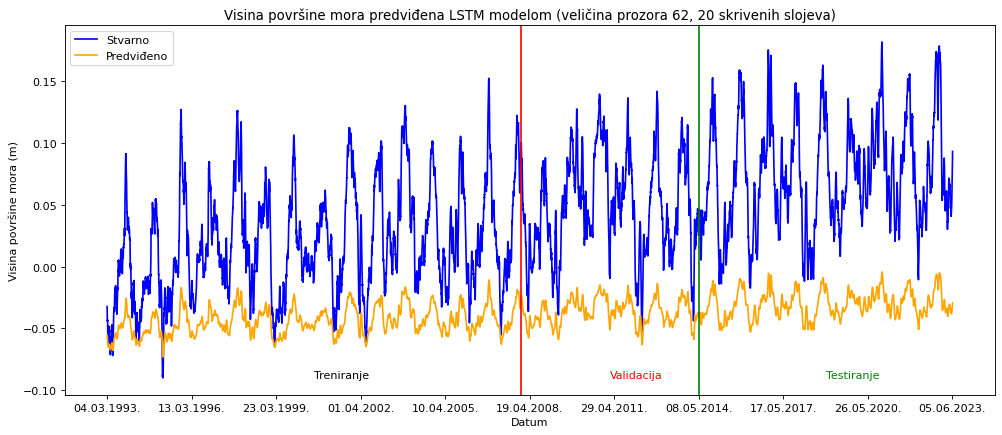 Visina površine mora predviđena LSTM modelom (veličina prozora 62, 20 skrivenih slojeva)
Stvarno
Predviđeno
Visina površine mora (m)
0.15
0.10
0.05
0.00
−0.05
−0.10
Treniranje
Validacija
Testiranje
04.03.1993.
13.03.1996.
23.03.1999.
01.04.2002.
10.04.2005.
19.04.2008.
29.04.2011.
08.05.2014.
17.05.2017.
26.05.2020.
05.06.2023.
Datum